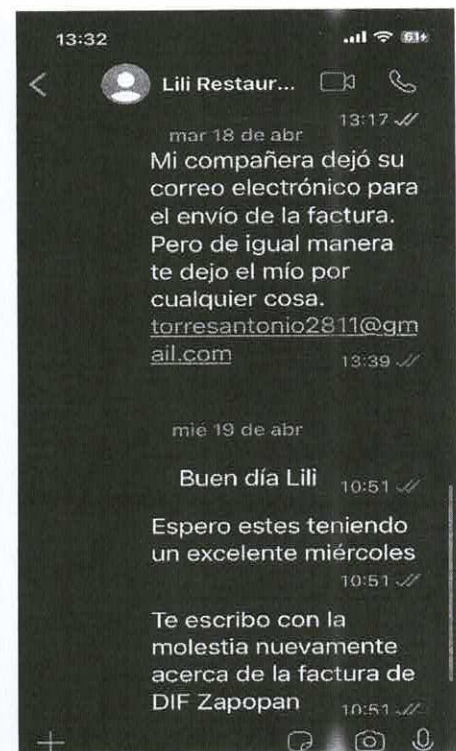 13:32
61
Lili Restaur...
13:17
mar 18 de abr
Mi compañera dejó su
correo electrónico para
el envío de la factura.
Pero de igual manera
te dejo el mío por
cualquier cosa.
torresantonio2811@gm
ail.com
13:39
mié 19 de abr
Buen día Lili
10:51
Espero estes teniendo
un excelente miércoles
10:51
Te escribo con la
molestia nuevamente
acerca de la factura de
DIF Zapopan
10:51